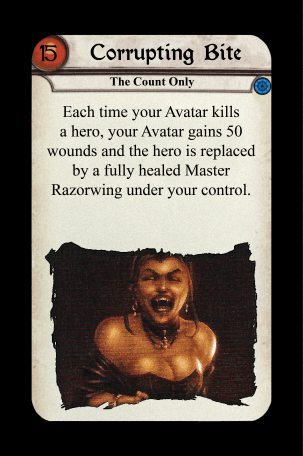 15
Corrupting Bite
The Count Only
Each time your Avatar kills
a hero, your Avatar gains 50
wounds and the hero is replaced
by a fully healed Master
Razorwing under your control.